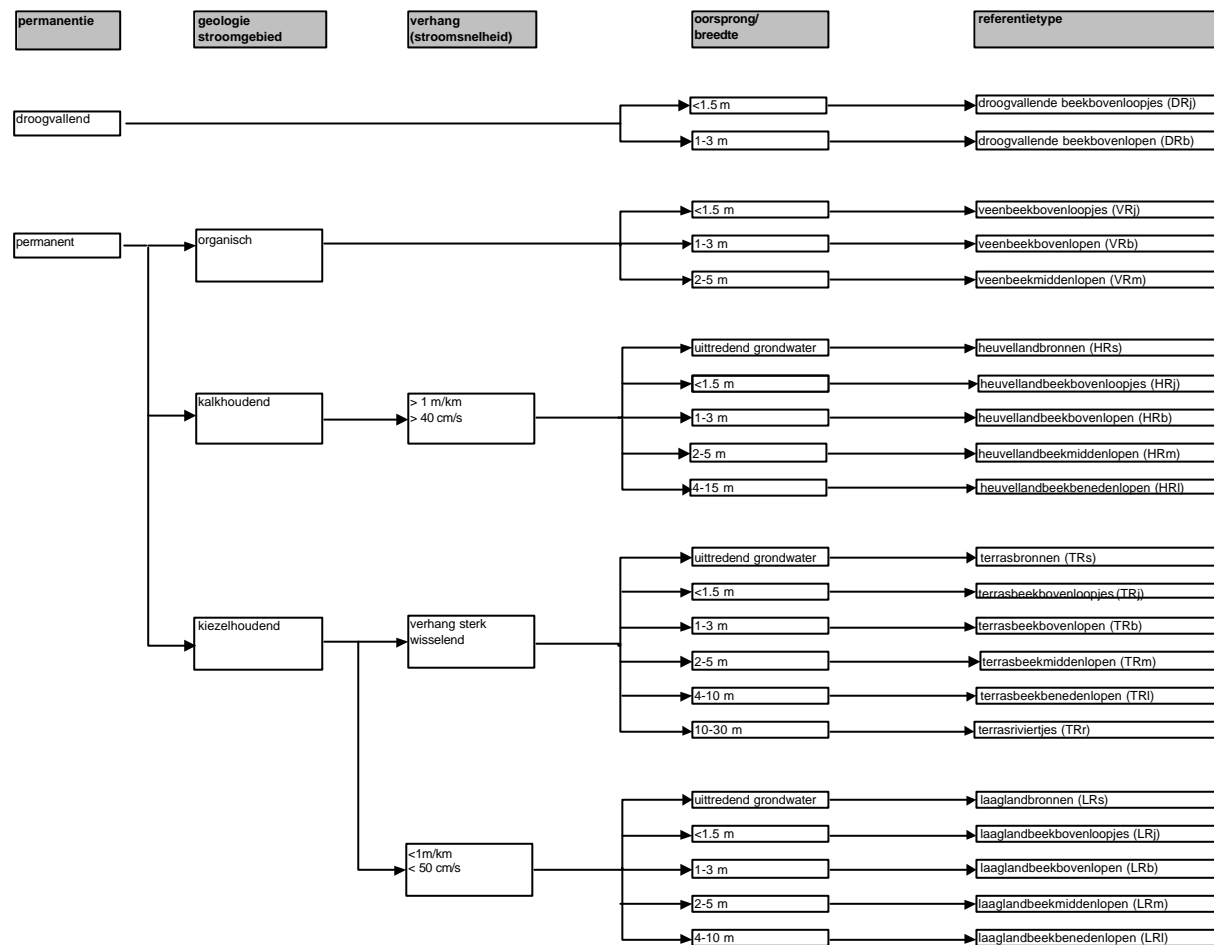 permanentie
geologie
stroomgebied
verhang
(stroomsnelheid)
oorsprong/
breedte
referentietype
droogvallend
<1.5 m
droogvallende beekbovenloopjes (DRj)
1-3 m
droogvallende beekbovenlopen (DRb)
permanent
organisch
<1.5 m
veenbeekbovenloopjes (VRj)
1-3 m
veenbeekbovenlopen (VRb)
2-5 m
veenbeekmiddenlopen (VRm)
kalkhoudend
> 1 m/km
> 40 cm/s
uittredend grondwater
heuvellandbronnen (HRs)
<1.5 m
heuvellandbeekbovenloopjes (HRj)
1-3 m
heuvellandbeekbovenlopen (HRb)
2-5 m
heuvellandbeekmiddenlopen (HRm)
4-15 m
heuvellandbeekbenedenlopen (HRl)
kiezelhoudend
verhang sterk
wisselend
uittredend grondwater
terrasbronnen (TRs)
<1.5 m
terrasbeekbovenloopjes (TRj)
1-3 m
terrasbeekbovenlopen (TRb)
2-5 m
terrasbeekmiddenlopen (TRm)
4-10 m
terrasbeekbenedenlopen (TRl)
10-30 m
terrasriviertjes (TRr)
<1m/km
< 50 cm/s
uittredend grondwater
laaglandbronnen (LRs)
<1.5 m
laaglandbeekbovenloopjes (LRj)
1-3 m
laaglandbeekbovenlopen (LRb)
2-5 m
laaglandbeekmiddenlopen (LRm)
4-10 m
laaglandbeekbenedenlopen (LRl)